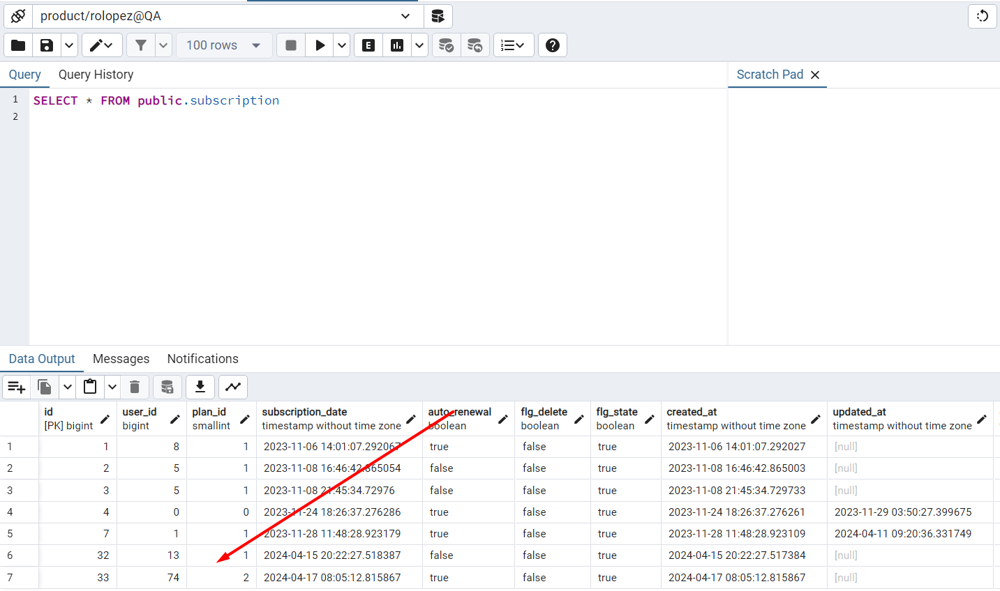 product/rolopez@QA
100 rows
E
Query Query History Scratch Pad
1 SELECT * FROM public.subscription
2
Data Output Messages Notifications
id user_id plan_id subscription_date auto_renewal flg_delete flg_state created_at updated_at
[PK] bigint bigint smallint timestamp without time zone boolean boolean boolean timestamp without time zone timestamp without time zone
1 1 8 1 2023-11-06 14:01:07.292067 true false true 2023-11-06 14:01:07.292027 [null]
2 2 5 1 2023-11-08 16:46:42.865054 false false true 2023-11-08 16:46:42.865003 [null]
3 3 5 1 2023-11-08 21:45:34.72976 false false true 2023-11-08 21:45:34.729733 [null]
4 4 0 0 2023-11-24 18:26:37.276286 true false true 2023-11-24 18:26:37.276261 2023-11-29 03:50:27.399675
5 7 1 1 2023-11-28 11:48:28.923179 true false true 2023-11-28 11:48:28.923109 2024-04-11 09:20:36.331749
6 32 13 1 2024-04-15 20:22:27.518387 false false true 2024-04-15 20:22:27.517384 [null]
7 33 74 2 2024-04-17 08:05:12.815867 true false true 2024-04-17 08:05:12.815867 [null]